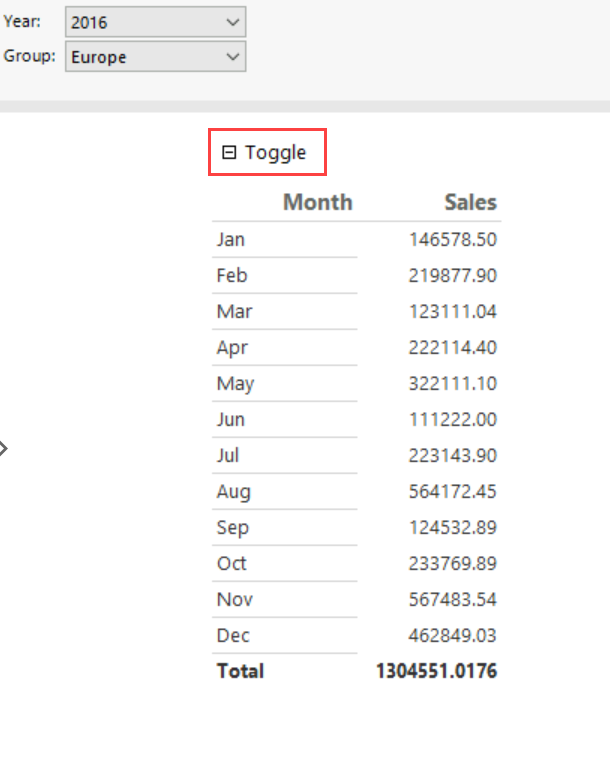 Year: 2016
Group: Europe
Toggle
Month Sales
Jan 146578.50
Feb 219877.90
Mar 123111.04
Apr 222114.40
May 322111.10
Jun 111222.00
Jul 223143.90
Aug 564172.45
Sep 124532.89
Oct 233769.89
Nov 567483.54
Dec 462849.03
Total 1304551.0176